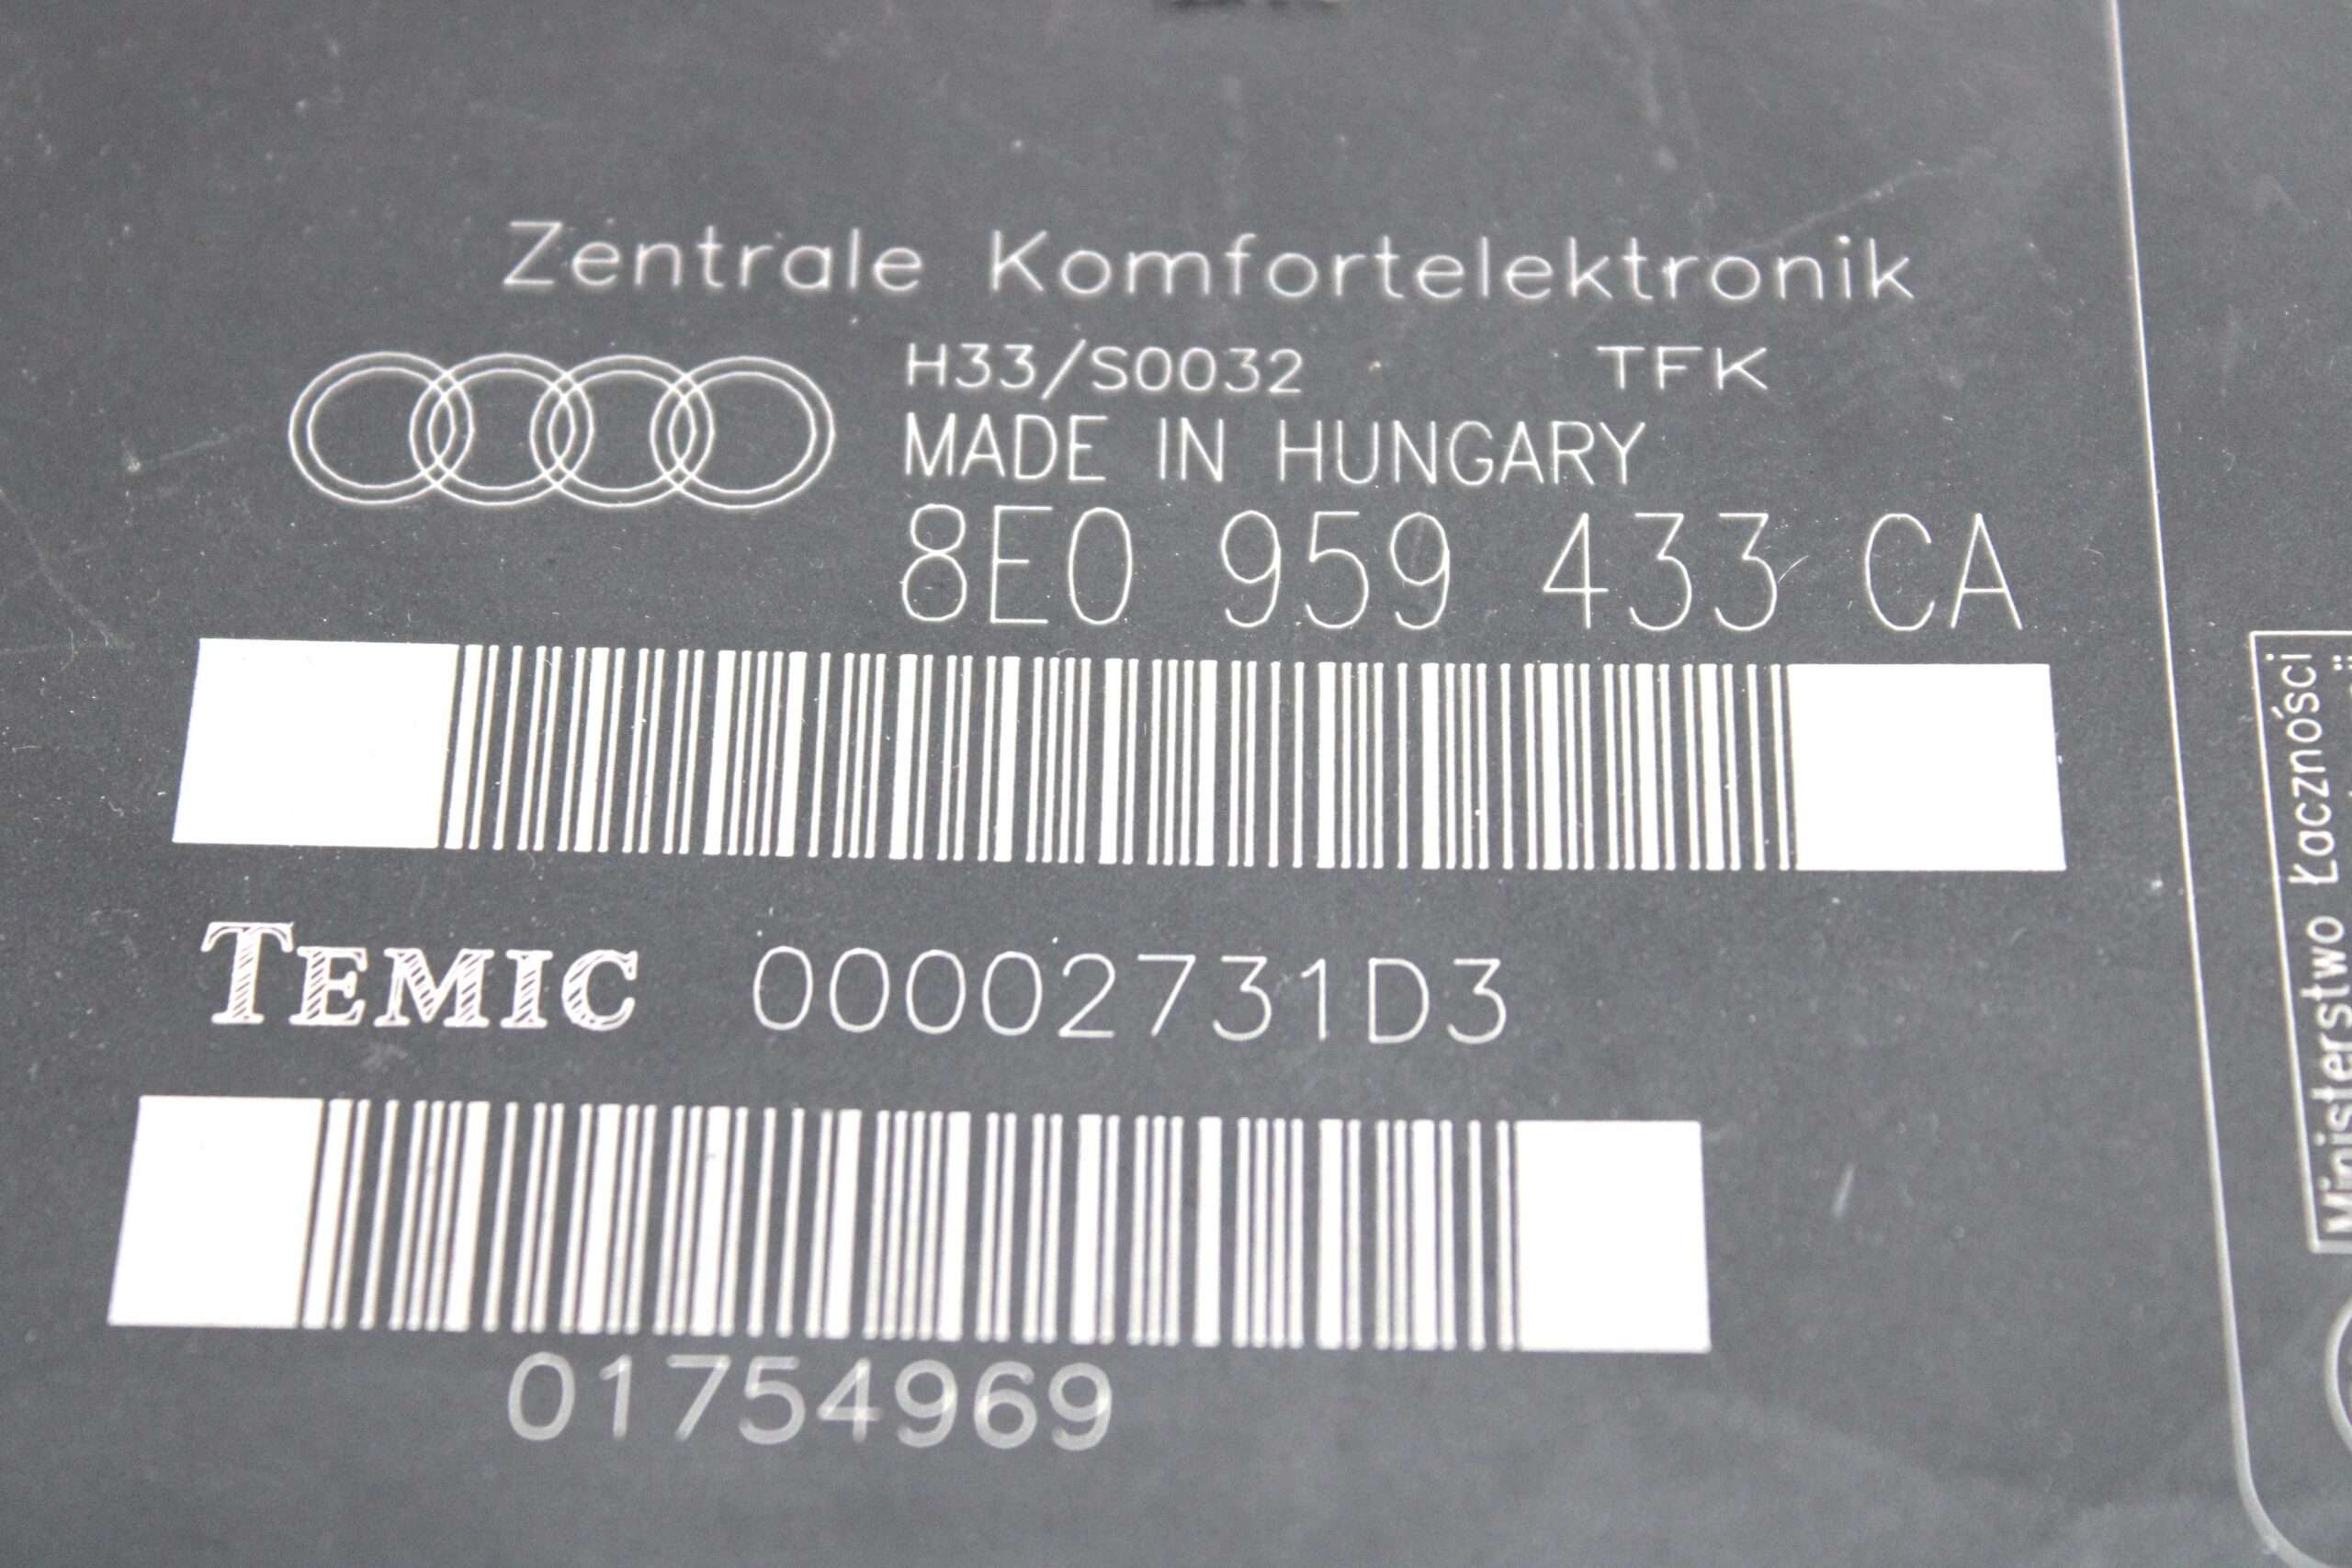 Zentrale Komfortelektronik
H33/S0032 TFK
MADE IN HUNGARY
8E0 959 433 CA
TEMIC 00002731D3
01754969
Ministerstwo Łączności